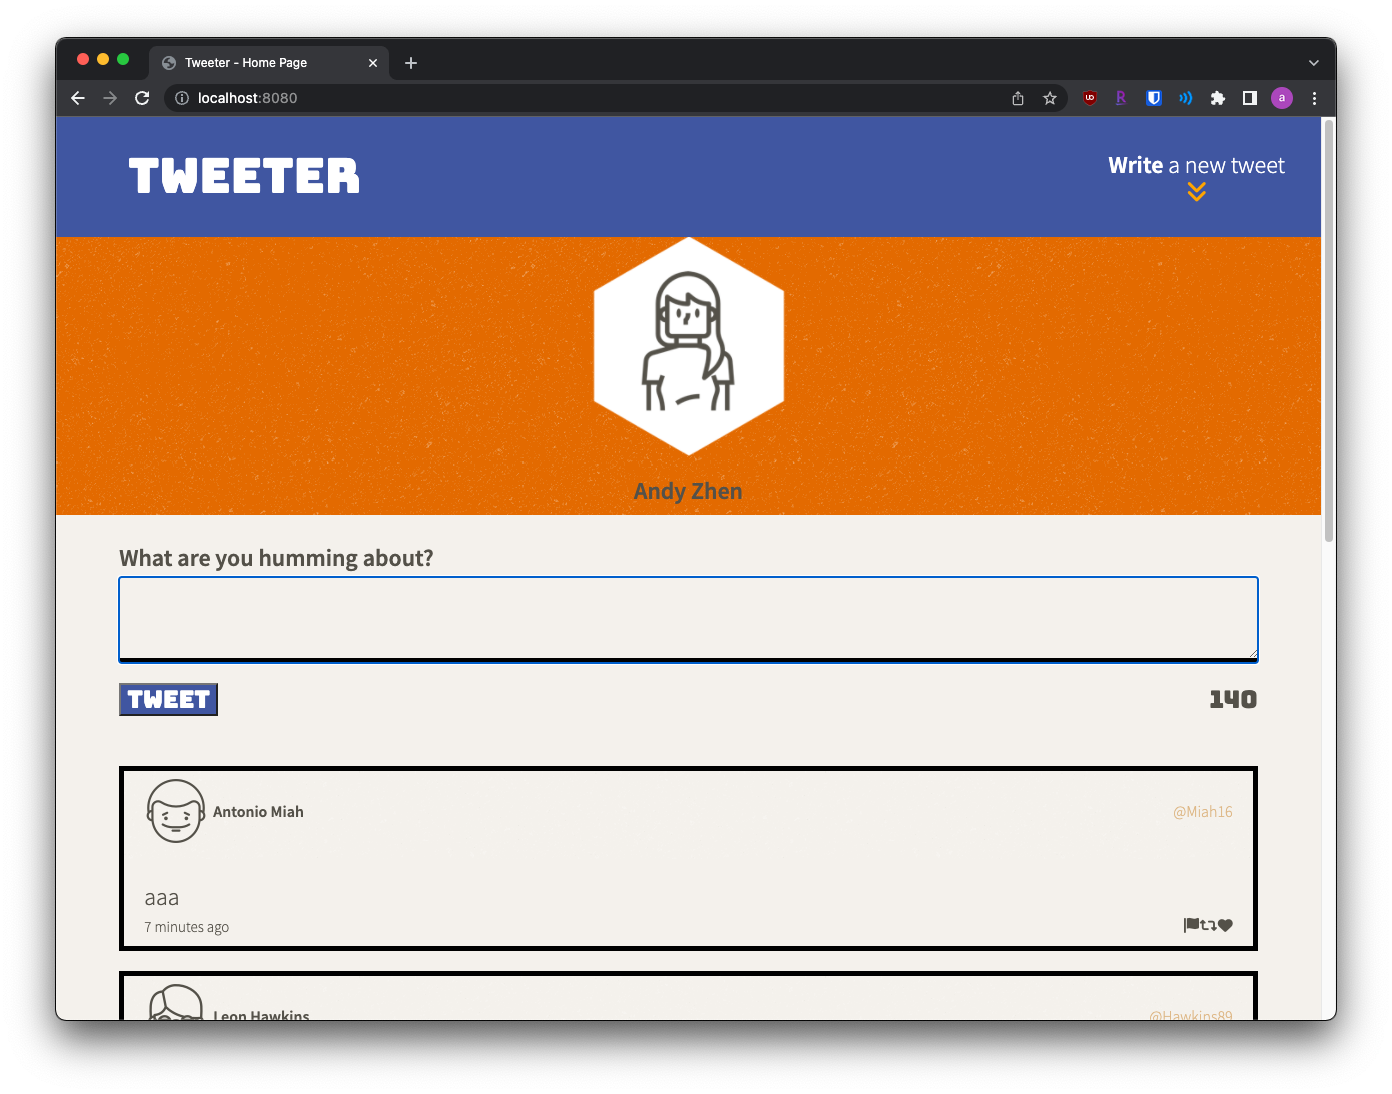 Tweeter - Home Page
localhost:8080
a
TWEETER
Write a new tweet
Andy Zhen
What are you humming about?
TWEET
140
Antonio Miah
@Miah16
aaa
7 minutes ago
Leon Hawkins
@Hawkins89